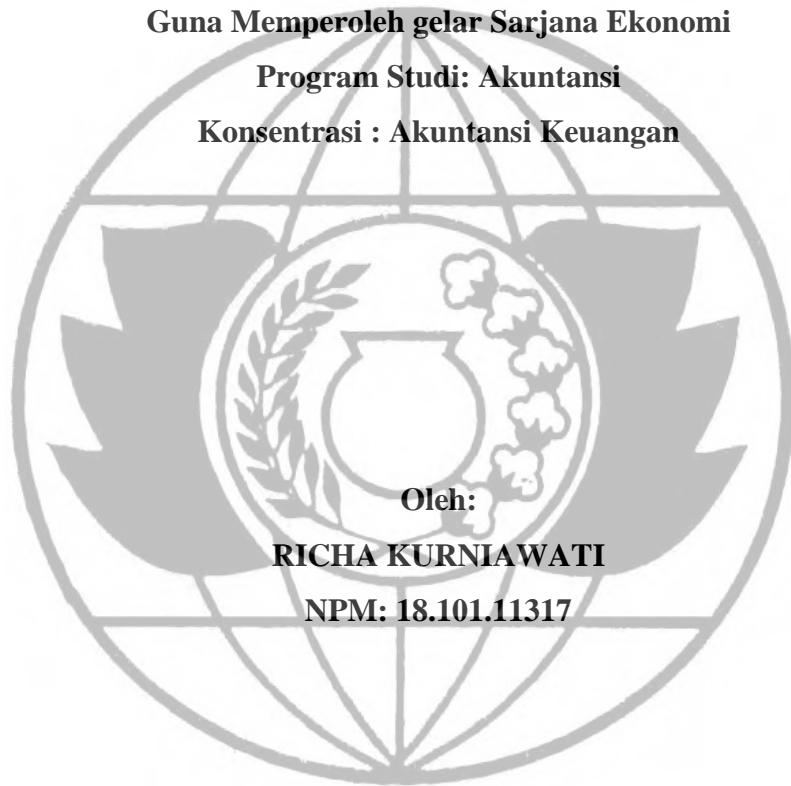 Guna Memperoleh gelar Sarjana Ekonomi
Program Studi: Akuntansi
Konsentrasi : Akuntansi Keuangan
Oleh:
RICHA KURNIAWATI
NPM: 18.101.11317